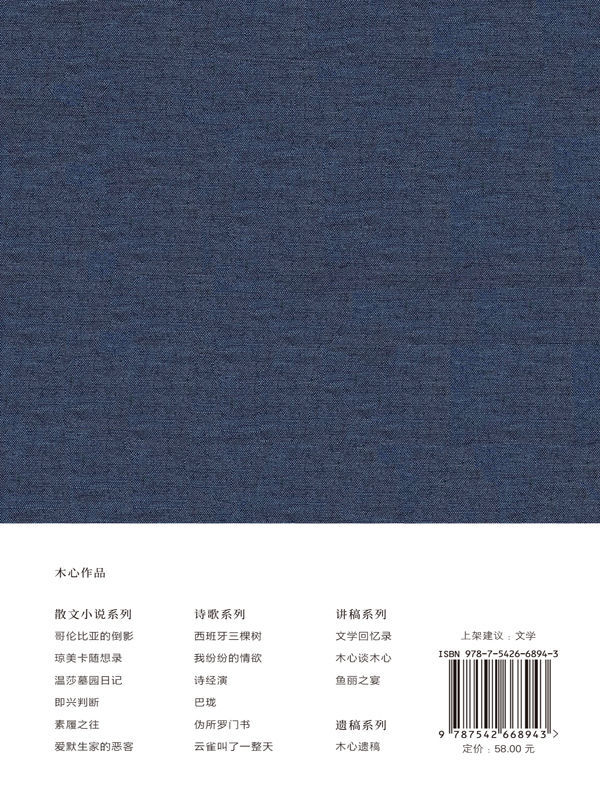 木心作品
散文小说系列
哥伦比亚的倒影
琼美卡随想录
温莎墓园日记
即兴判断
素履之往
爱默生家的恶客
诗歌系列
西班牙三棵树
我纷纷的情欲
诗经演
巴珑
伪所罗门书
云雀叫了一整天
讲稿系列
文学回忆录
木心谈木心
鱼丽之宴
遗稿系列
木心遗稿
上架建议：文学
ISBN 978-7-5426-6894-3
9 787542 668943 >
定价：58.00 元